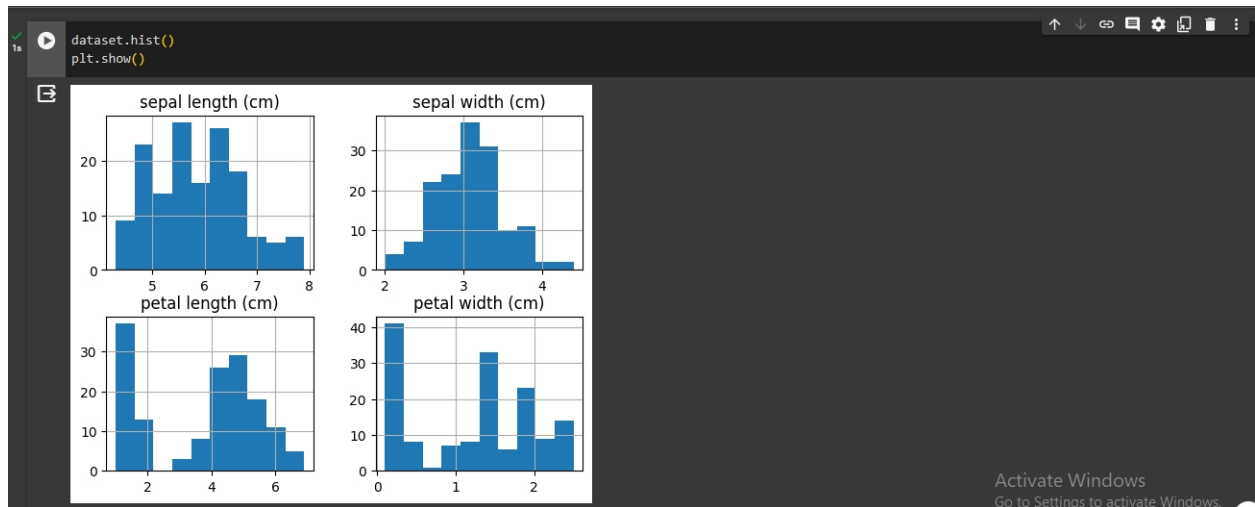 1s
dataset.hist()
plt.show()
sepal length (cm)
20
10
0
5 6 7 8
sepal width (cm)
30
20
10
0
2 3 4
petal length (cm)
30
20
10
0
2 4 6
petal width (cm)
40
30
20
10
0
0 1 2
Activate Windows
Go to Settings to activate Windows.